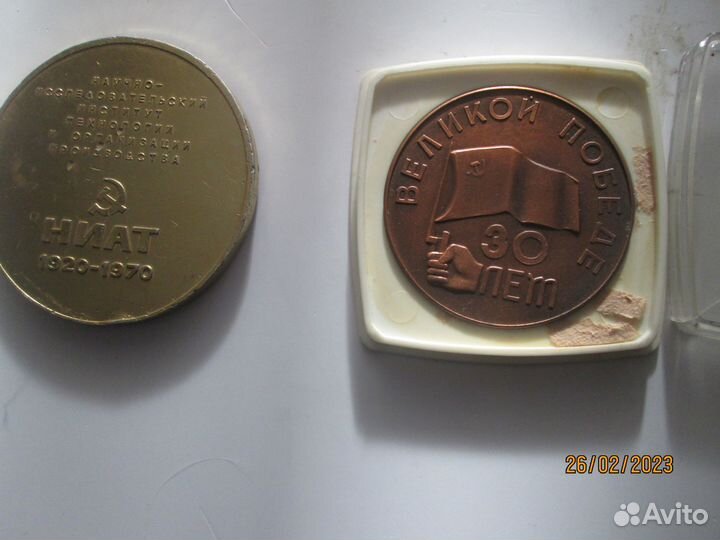 НАУЧНО-
ИССЛЕДОВАТЕЛЬСКИЙ
ИНСТИТУТ
ТЕХНОЛОГИИ
И ОРГАНИЗАЦИИ
ПРОИЗВОДСТВА
НИАТ
1920-1970
ВЕЛИКОЙ ПОБЕДЕ
30
ЛЕТ
26/02/2023
Avito